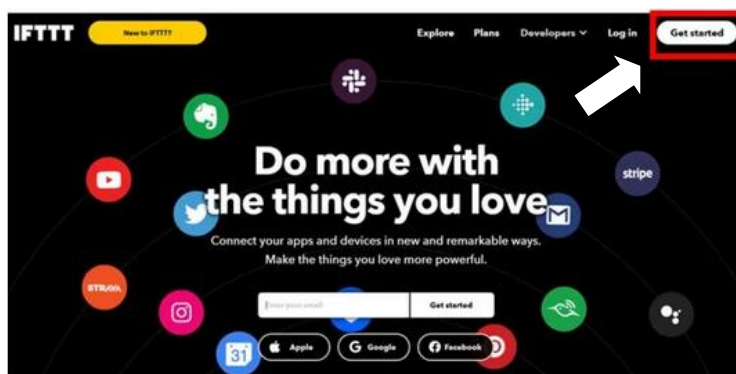 IFTTT
New to IFTTT?
Explore
Plans
Developers
Log in
Get started
stripe
Do more with
the things you love
Connect your apps and devices in new and remarkable ways.
Make the things you love more powerful.
STRAVA
Enter your email
Get started
31
Apple
Google
Facebook